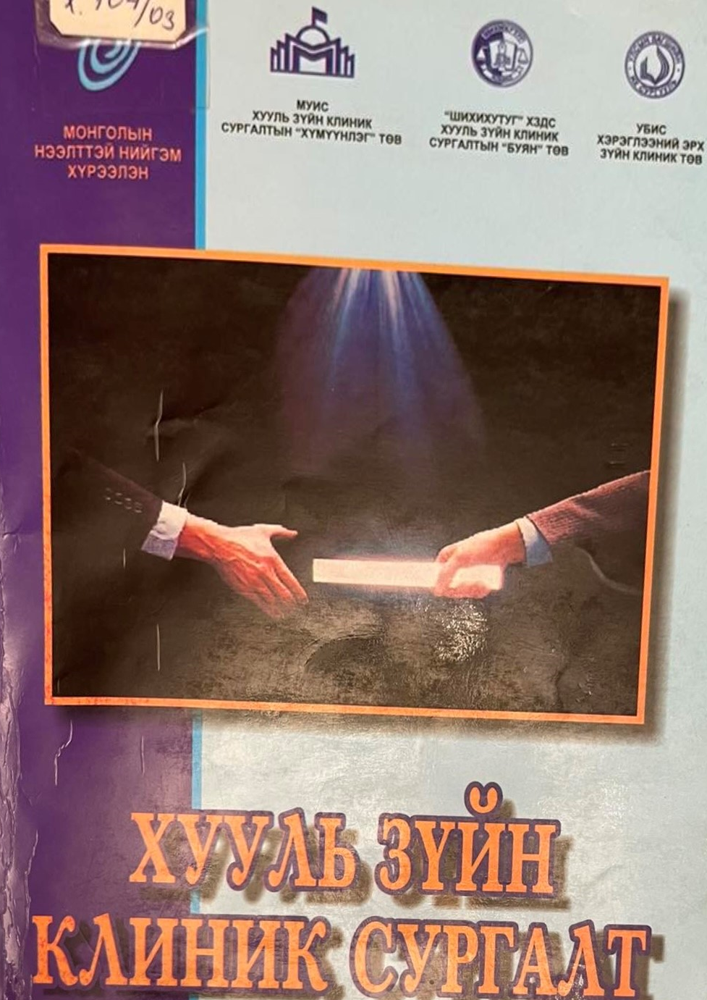 МОНГОЛЫН
НЭЭЛТТЭЙ НИЙГЭМ
ХҮРЭЭЛЭН
МУИС
ХУУЛЬ ЗҮЙН КЛИНИК
СУРГАЛТЫН "ХҮМҮҮНЛЭГ" ТӨВ
"ШИХИХУТУГ" ХЗДС
ХУУЛЬ ЗҮЙН КЛИНИК
СУРГАЛТЫН "БУЯН" ТӨВ
УБИС
ХЭРЭГЛЭЭНИЙ ЭРХ
ЗҮЙН КЛИНИК ТӨВ
ХУУЛЬ ЗҮЙН
КЛИНИК СУРГАЛТ